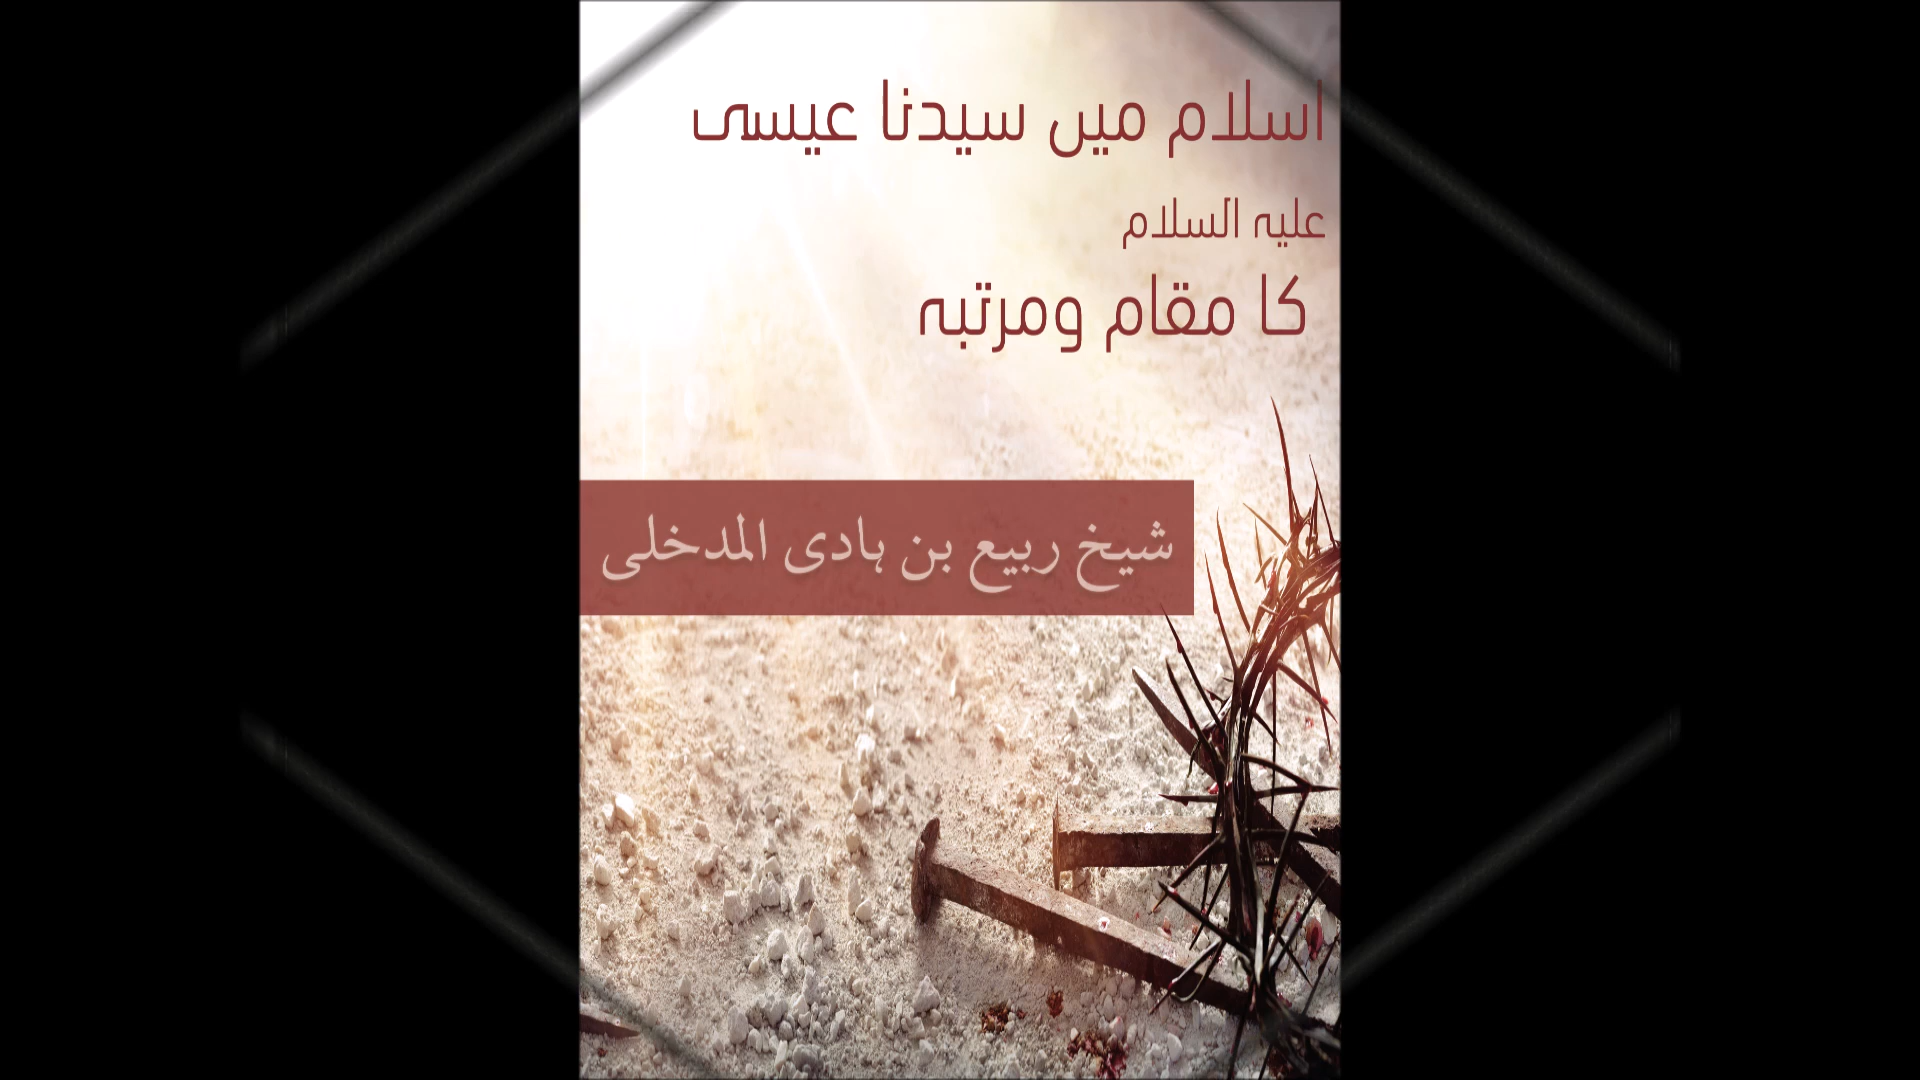 اسلام میں سیدنا عیسی
علیہ السلام
کا مقام ومرتبہ
شیخ ربیع بن ہادی المدخلی